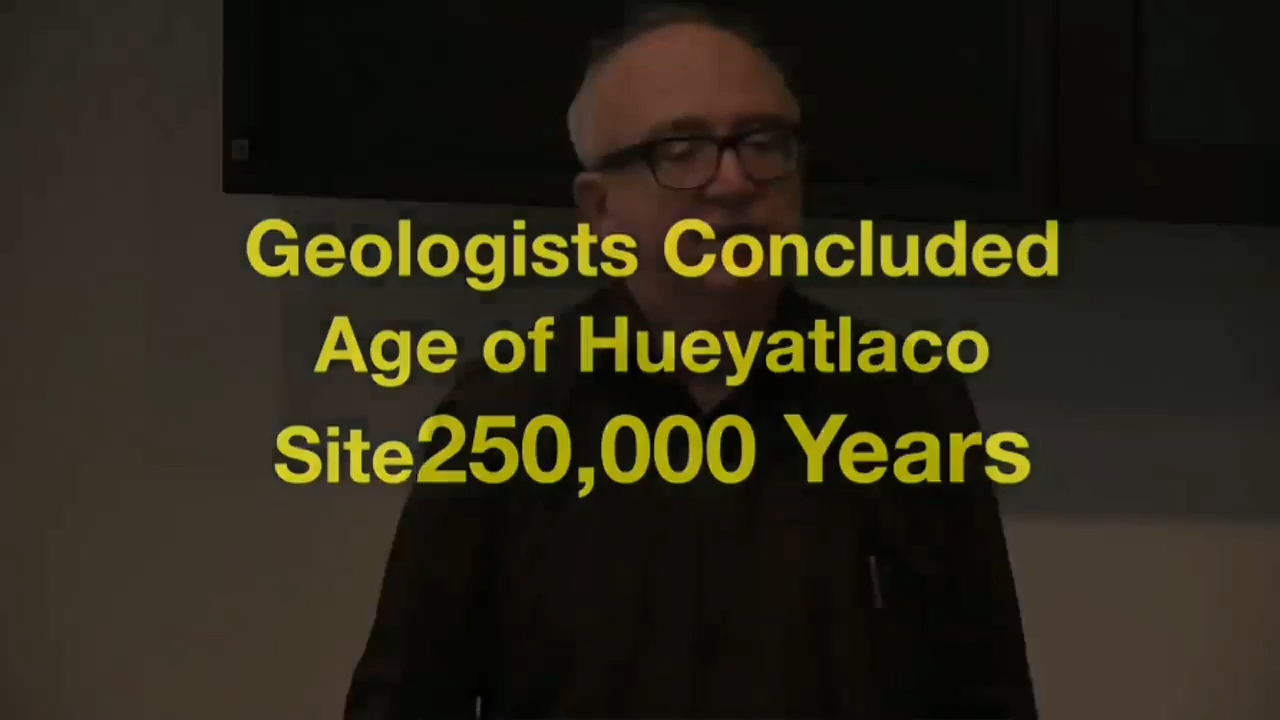 Geologists Concluded
Age of Hueyatlaco
Site250,000 Years